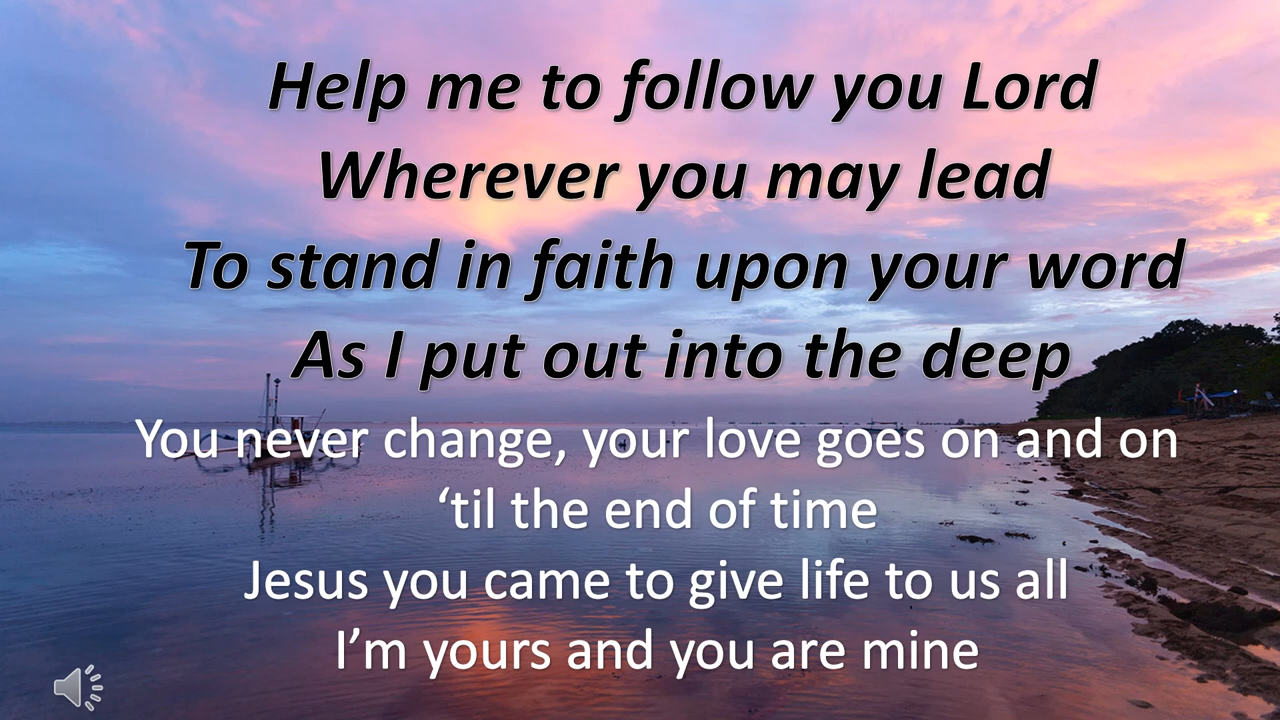 Help me to follow you Lord
Wherever you may lead
To stand in faith upon your word
As I put out into the deep
You never change, your love goes on and on
‘til the end of time
Jesus you came to give life to us all
I’m yours and you are mine